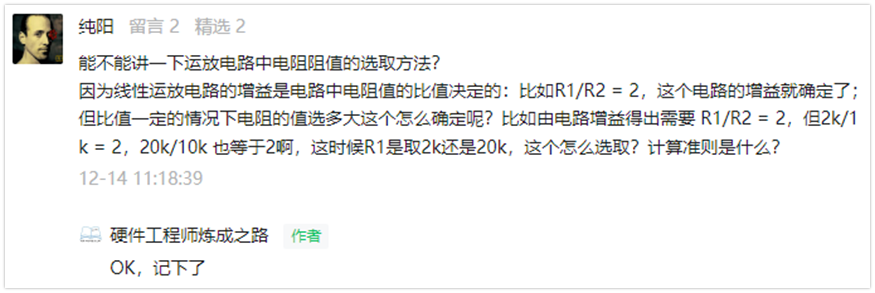 纯阳 留言 2 精选 2
能不能讲一下运放电路中电阻阻值的选取方法？
因为线性运放电路的增益是电路中电阻值的比值决定的：比如R1/R2 = 2，这个电路的增益就确定了；
但比值一定的情况下电阻的值选多大这个怎么确定呢？比如由电路增益得出需要 R1/R2 = 2，但2k/1
k = 2，20k/10k 也等于2啊，这时候R1是取2k还是20k，这个怎么选取？计算准则是什么？
12-14 11:18:39
硬件工程师炼成之路 作者
OK，记下了